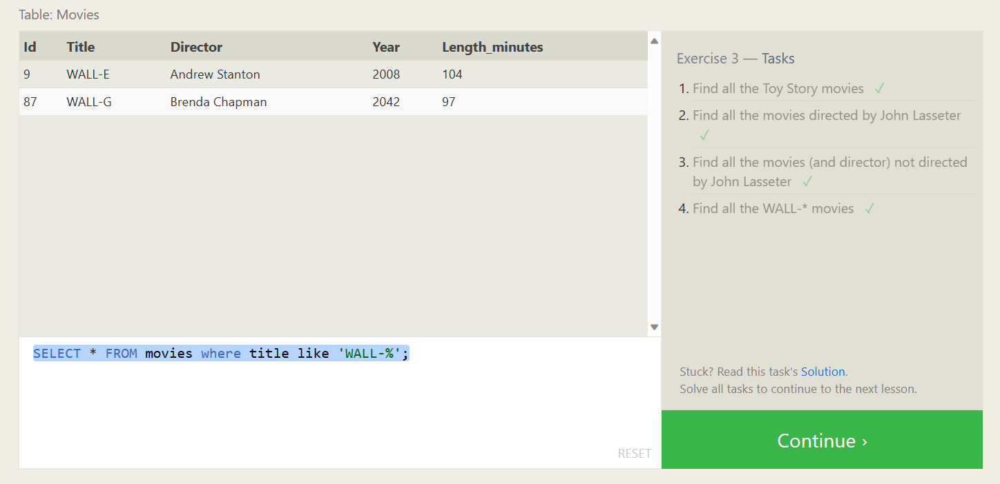 Table: Movies
Id Title Director Year Length_minutes
9 WALL-E Andrew Stanton 2008 104
87 WALL-G Brenda Chapman 2042 97
SELECT * FROM movies where title like 'WALL-%';
RESET
Exercise 3 — Tasks
1. Find all the Toy Story movies ✓
2. Find all the movies directed by John Lasseter
✓
3. Find all the movies (and director) not directed
by John Lasseter ✓
4. Find all the WALL-* movies ✓
Stuck? Read this task's Solution.
Solve all tasks to continue to the next lesson.
Continue ›